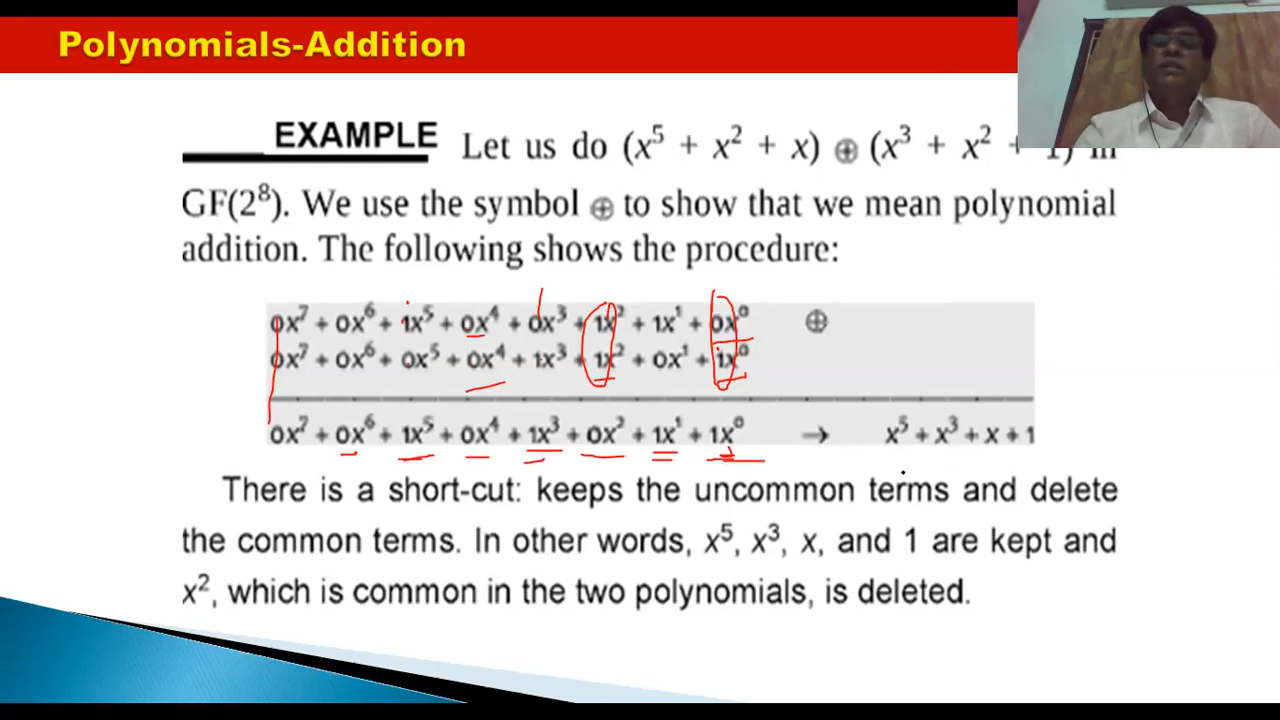 Polynomials-Addition
EXAMPLE Let us do (x⁵ + x² + x) ⊕ (x³ + x² + 1) in
GF(2⁸). We use the symbol ⊕ to show that we mean polynomial
addition. The following shows the procedure:
0x⁷ + 0x⁶ + 1x⁵ + 0x⁴ + 0x³ + 1x² + 1x¹ + 0x⁰ ⊕
0x⁷ + 0x⁶ + 0x⁵ + 0x⁴ + 1x³ + 1x² + 0x¹ + 1x⁰
0x⁷ + 0x⁶ + 1x⁵ + 0x⁴ + 1x³ + 0x² + 1x¹ + 1x⁰ → x⁵ + x³ + x + 1
There is a short-cut: keeps the uncommon terms and delete
the common terms. In other words, x⁵, x³, x, and 1 are kept and
x², which is common in the two polynomials, is deleted.